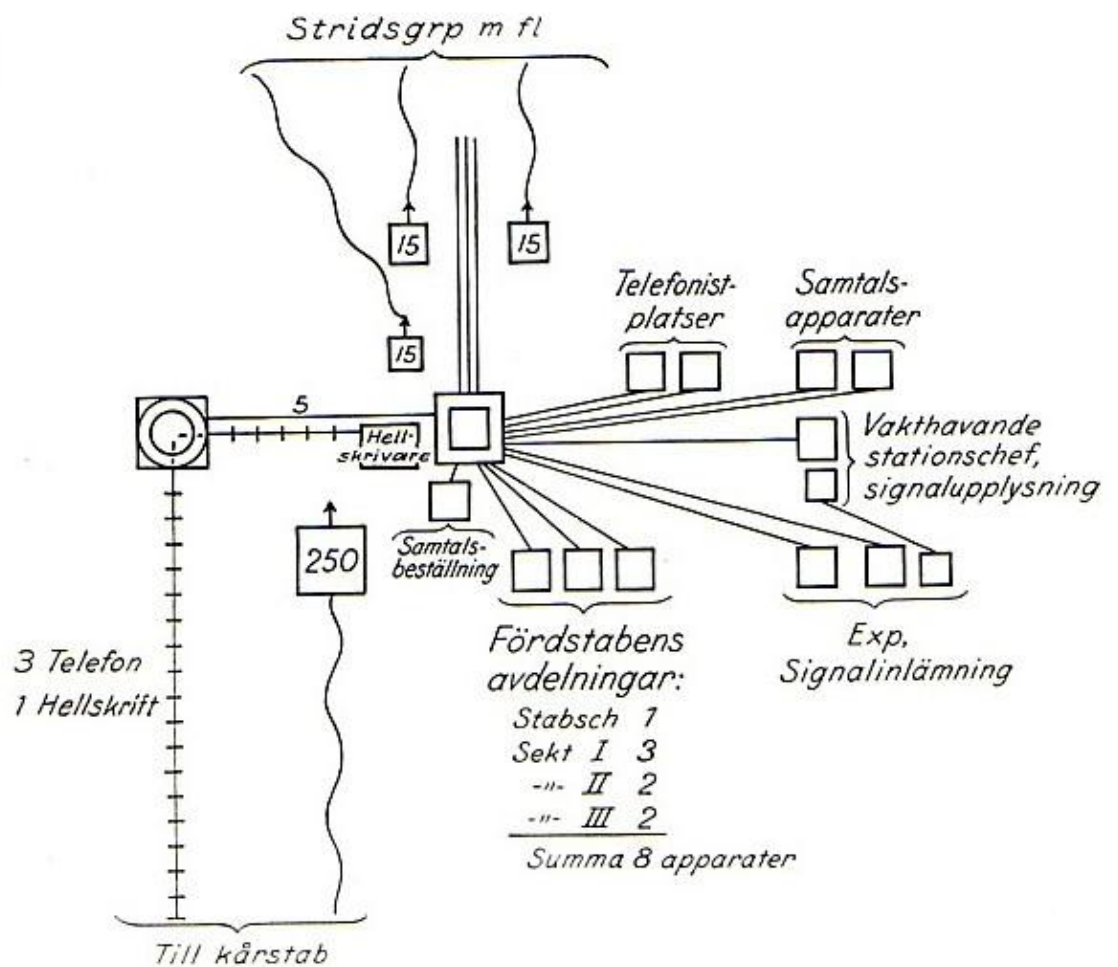 Stridsgrp m fl
15
15
15
Telefonist-
platser
Samtals-
apparater
5
Hell-
skrivare
Vakthavande
stationschef,
signalupplysning
Samtals-
beställning
250
Fördstabens
avdelningar:
Stabsch 1
Sekt I 3
-"- II 2
-"- III 2
Summa 8 apparater
Exp,
Signalinlämning
3 Telefon
1 Hellskrift
Till kårstab